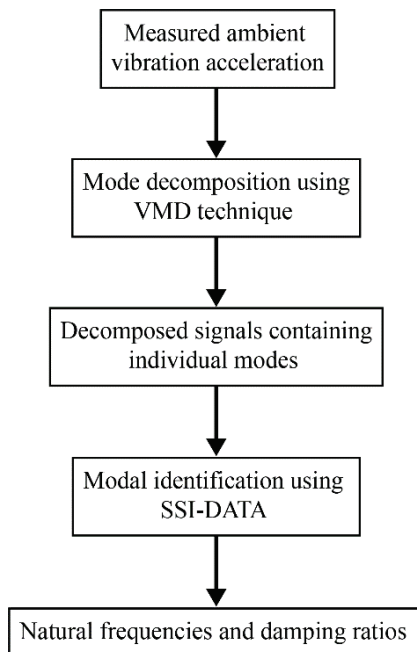 Measured ambient
vibration acceleration
Mode decomposition using
VMD technique
Decomposed signals containing
individual modes
Modal identification using
SSI-DATA
Natural frequencies and damping ratios